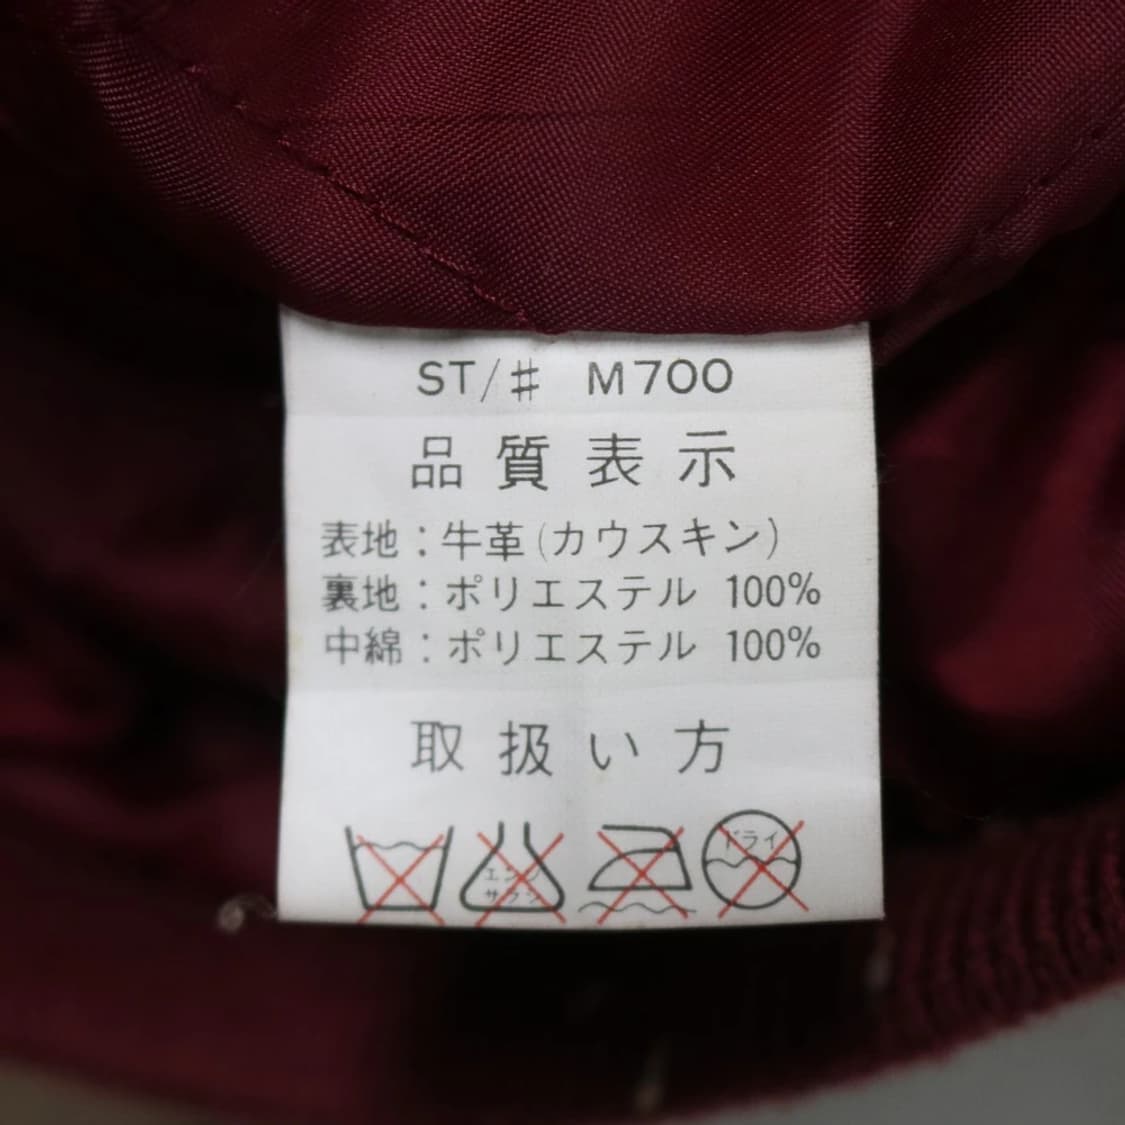 ST/# M700
品質表示
表地：牛革(カウスキン)
裏地：ポリエステル 100%
中綿：ポリエステル 100%
取扱い方
エンソ
サラシ
ドライ